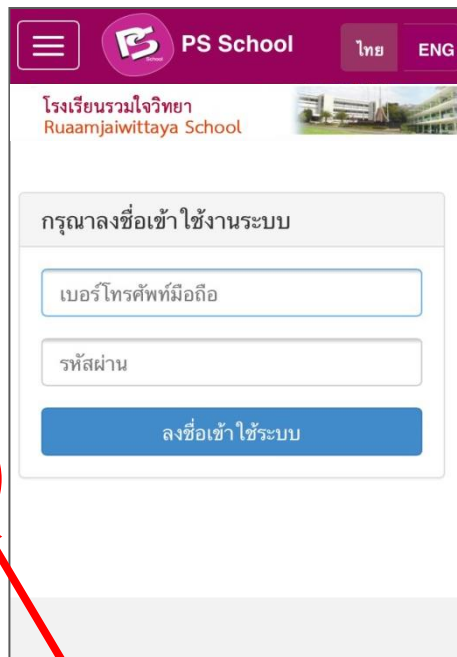 PS School
ไทย
ENG
โรงเรียนรวมใจวิทยา
Ruaamjaiwittaya School
กรุณาลงชื่อเข้าใช้งานระบบ
เบอร์โทรศัพท์มือถือ
รหัสผ่าน
ลงชื่อเข้าใช้ระบบ